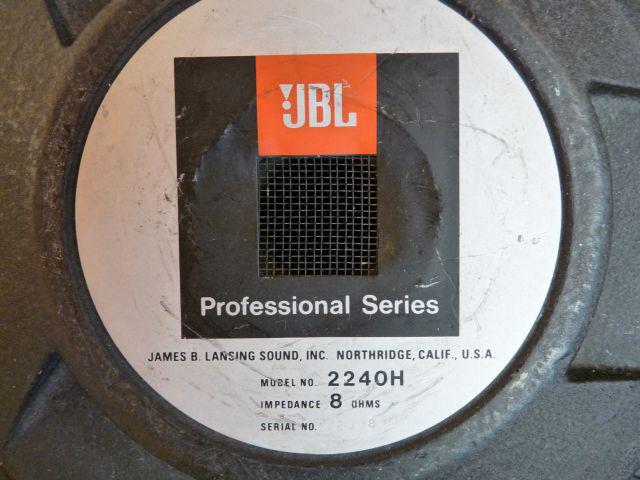 JBL
Professional Series
JAMES B. LANSING SOUND, INC. NORTHRIDGE, CALIF., U.S.A.
MODEL NO. 2240H
IMPEDANCE 8 OHMS
SERIAL NO.